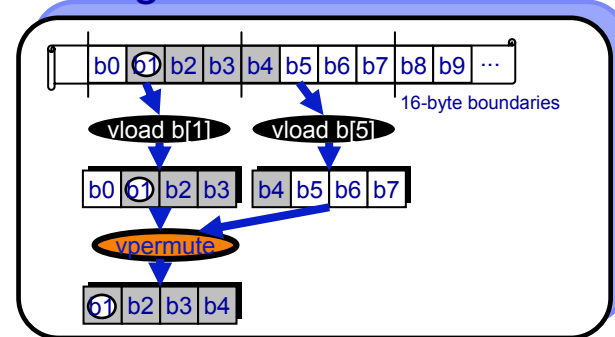 b0 b1 b2 b3 b4 b5 b6 b7 b8 b9 ...
16-byte boundaries
vload b[1] vload b[5]
b0 b1 b2 b3 b4 b5 b6 b7
vpermute
b1 b2 b3 b4